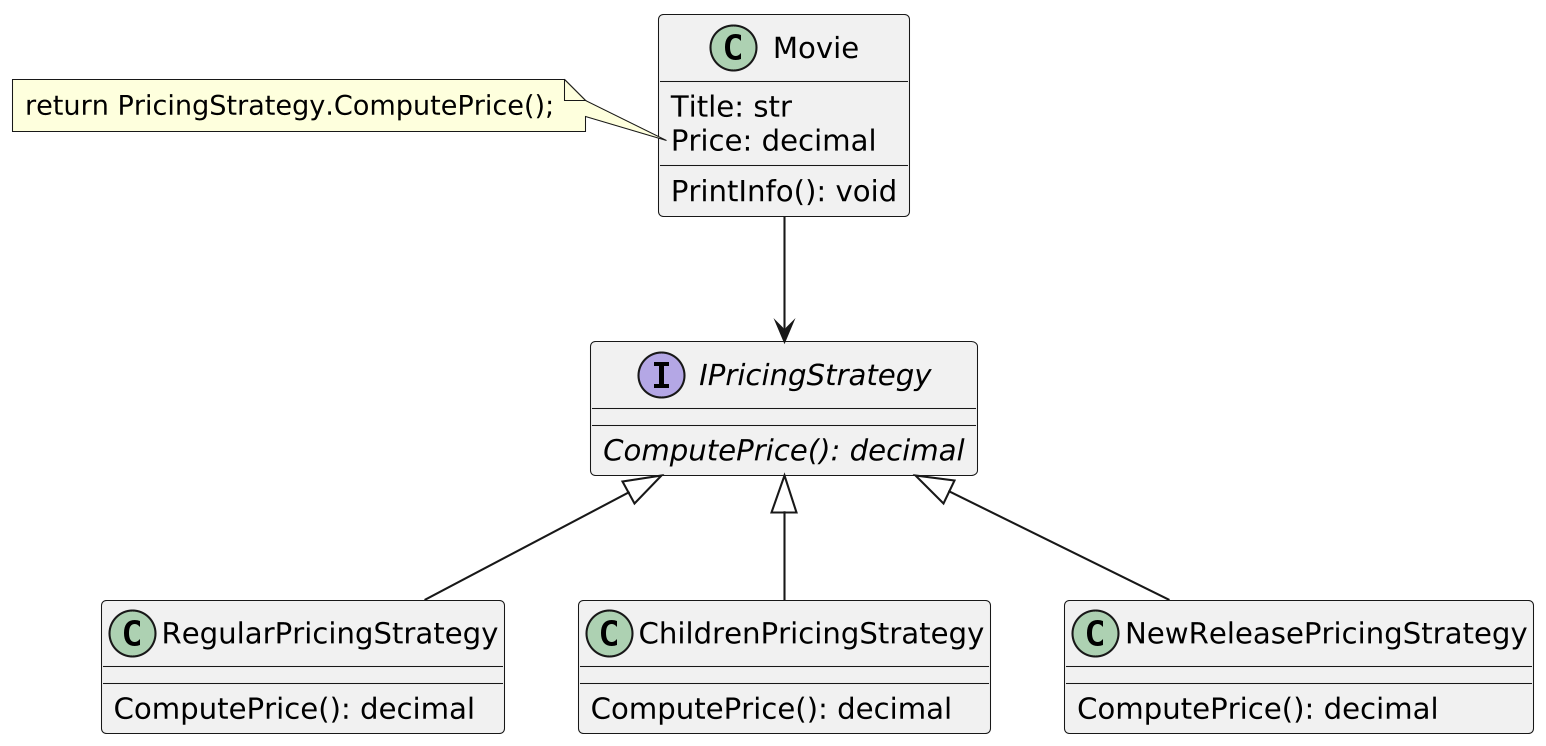 C Movie
return PricingStrategy.ComputePrice();
Title: str
Price: decimal
PrintInfo(): void
I IPricingStrategy
ComputePrice(): decimal
C RegularPricingStrategy
ComputePrice(): decimal
C ChildrenPricingStrategy
ComputePrice(): decimal
C NewReleasePricingStrategy
ComputePrice(): decimal